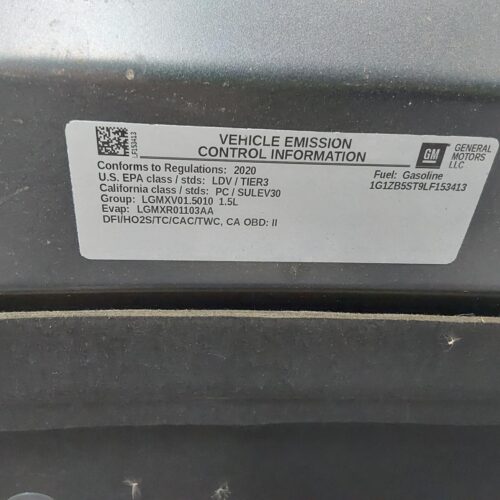 LF153413
VEHICLE EMISSION
CONTROL INFORMATION
GM
GENERAL
MOTORS
LLC
Conforms to Regulations: 2020
U.S. EPA class / stds: LDV / TIER3
California class / stds: PC / SULEV30
Group: LGMXV01.5010 1.5L
Evap: LGMXR01103AA
DFI/HO2S/TC/CAC/TWC, CA OBD: II
Fuel: Gasoline
1G1ZB5ST9LF153413